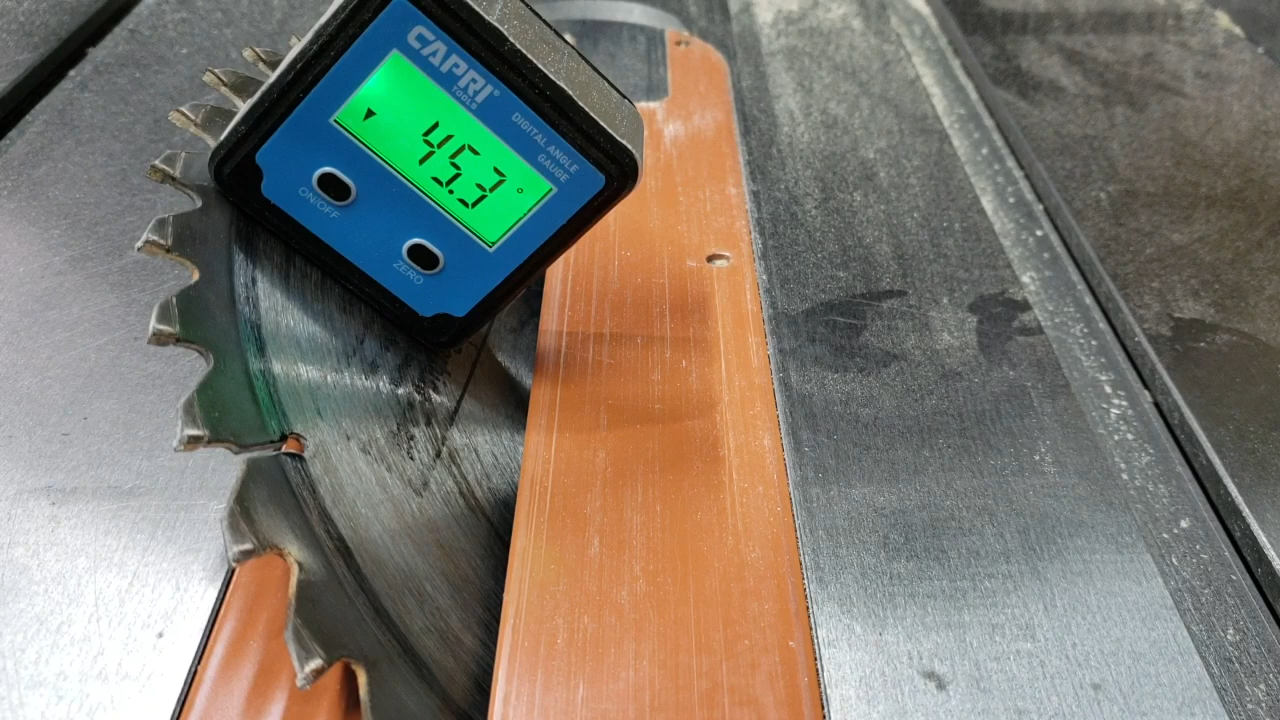 CAPRI®
TOOLS
DIGITAL ANGLE
GAUGE
45.3°
ON/OFF
ZERO